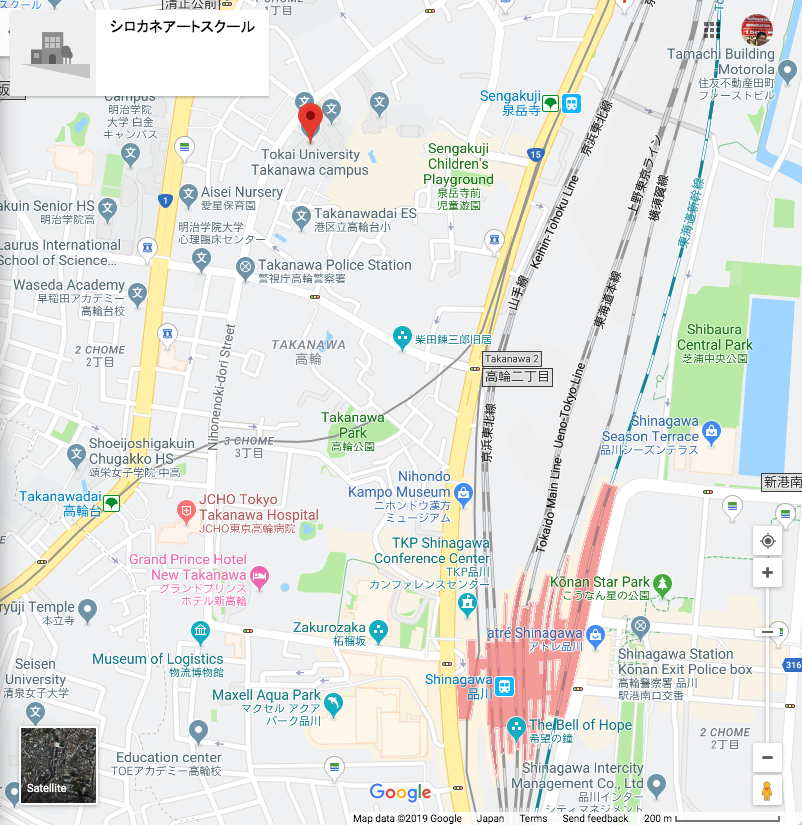 清正公前
1丁目
シロカネアートスクール
Campus
明治学院
大学 白金
キャンパス
Sengakuji
泉岳寺
Tamachi Building
Motorola
住友不動産田町
ファーストビル
京浜東北線
Tokai University
Takanawa campus
Sengakuji
Children's
Playground
泉岳寺前
児童遊園
15
1
上野東京ライン
横須賀線
東海道新幹線
Aisei Nursery
愛星保育園
akuin Senior HS
明治学院高
Takanawadai ES
港区立高輪台小
明治学院大学
心理臨床センター
Laurus International
School of Science...
Keihin-Tohoku Line
山手線
Takanawa Police Station
警視庁高輪警察署
Waseda Academy
早稲田アカデミー
高輪台校
東海道本線
Shibaura
Central Park
芝浦中央公園
2 CHOME
2丁目
TAKANAWA
高輪
柴田錬三郎旧居
Takanawa 2
高輪二丁目
Nihonenoki-dori Street
Ueno-Tokyo Line
京浜東北線
Takanawa
Park
高輪公園
Shinagawa
Season Terrace
品川シーズンテラス
Shoeijoshigakuin
Chugakko HS
頌栄女子学院 中高
3 CHOME
3丁目
Nihondo
Kampo Museum
ニホンドウ漢方
ミュージアム
新港南
Takanawadai
高輪台
JCHO Tokyo
Takanawa Hospital
JCHO東京高輪病院
Tokaido Main Line
TKP Shinagawa
Conference Center
TKP品川
カンファレンスセンター
Grand Prince Hotel
New Takanawa
グランドプリンス
ホテル新高輪
Kōnan Star Park
こうなん星の公園
ryūji Temple
本立寺
Zakurozaka
柘榴坂
atré Shinagawa
アトレ品川
Museum of Logistics
物流博物館
Shinagawa Station
Kōnan Exit Police box
高輪警察署 品川
駅港南口交番
316
Seisen
University
清泉女子大学
Shinagawa
品川
Maxell Aqua Park
マクセル アクア
パーク品川
The Bell of Hope
希望の鐘
2 CHOME
2丁目
Education center
TOEアカデミー高輪校
Shinagawa Intercity
Management Co., Ltd
品川インター
シティマネジメント
Satellite
Google
Map data ©2019 Google
Japan
Terms
Send feedback
200 m